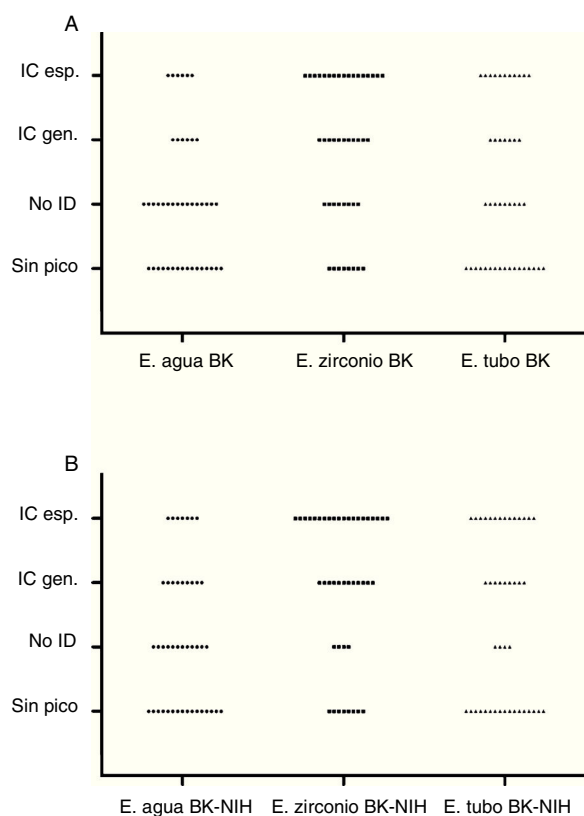 A
IC esp.
IC gen.
No ID
Sin pico
E. agua BK
E. zirconio BK
E. tubo BK
B
IC esp.
IC gen.
No ID
Sin pico
E. agua BK-NIH
E. zirconio BK-NIH
E. tubo BK-NIH